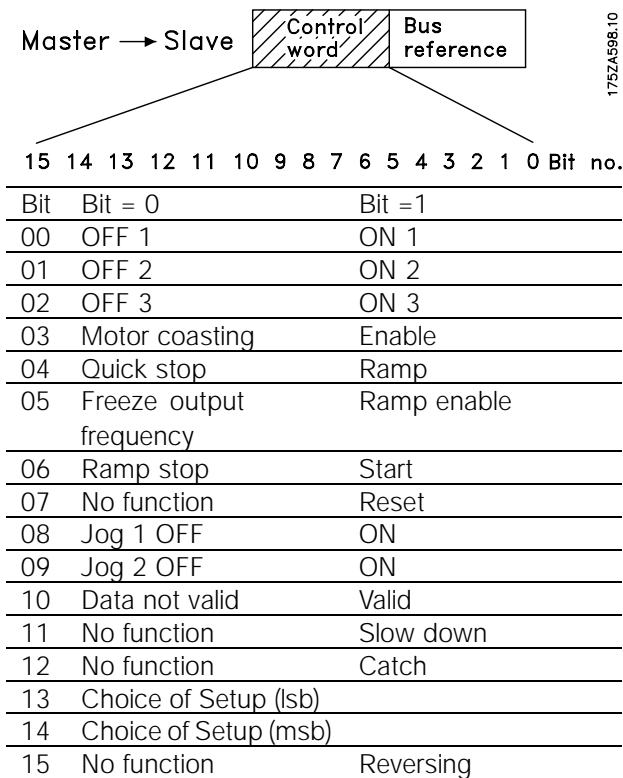 Master → Slave Control word Bus reference
175ZA598.10
15 14 13 12 11 10 9 8 7 6 5 4 3 2 1 0 Bit no.
Bit Bit = 0 Bit =1
00 OFF 1 ON 1
01 OFF 2 ON 2
02 OFF 3 ON 3
03 Motor coasting Enable
04 Quick stop Ramp
05 Freeze output Ramp enable
frequency
06 Ramp stop Start
07 No function Reset
08 Jog 1 OFF ON
09 Jog 2 OFF ON
10 Data not valid Valid
11 No function Slow down
12 No function Catch
13 Choice of Setup (lsb)
14 Choice of Setup (msb)
15 No function Reversing